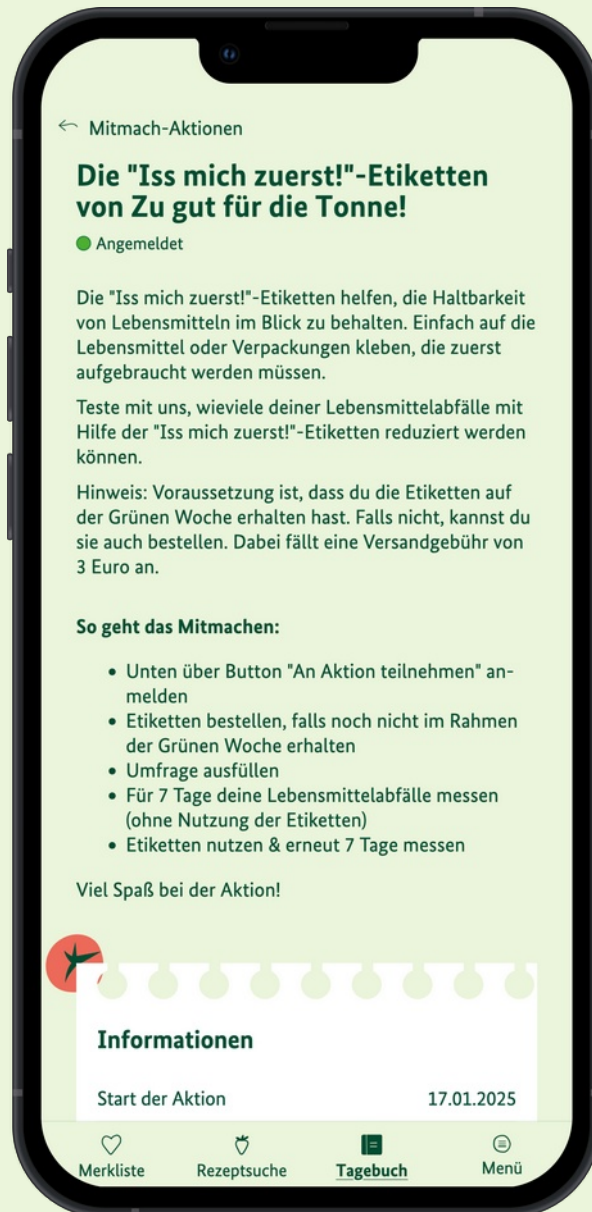 Mitmach-Aktionen
Die "Iss mich zuerst!"-Etiketten
von Zu gut für die Tonne!
Angemeldet
Die "Iss mich zuerst!"-Etiketten helfen, die Haltbarkeit
von Lebensmitteln im Blick zu behalten. Einfach auf die
Lebensmittel oder Verpackungen kleben, die zuerst
aufgebraucht werden müssen.
Teste mit uns, wieviele deiner Lebensmittelabfälle mit
Hilfe der "Iss mich zuerst!"-Etiketten reduziert werden
können.
Hinweis: Voraussetzung ist, dass du die Etiketten auf
der Grünen Woche erhalten hast. Falls nicht, kannst du
sie auch bestellen. Dabei fällt eine Versandgebühr von
3 Euro an.
So geht das Mitmachen:
• Unten über Button "An Aktion teilnehmen" an-
melden
• Etiketten bestellen, falls noch nicht im Rahmen
der Grünen Woche erhalten
• Umfrage ausfüllen
• Für 7 Tage deine Lebensmittelabfälle messen
(ohne Nutzung der Etiketten)
• Etiketten nutzen & erneut 7 Tage messen
Viel Spaß bei der Aktion!
Informationen
Start der Aktion 17.01.2025
Merkliste Rezeptsuche Tagebuch Menü